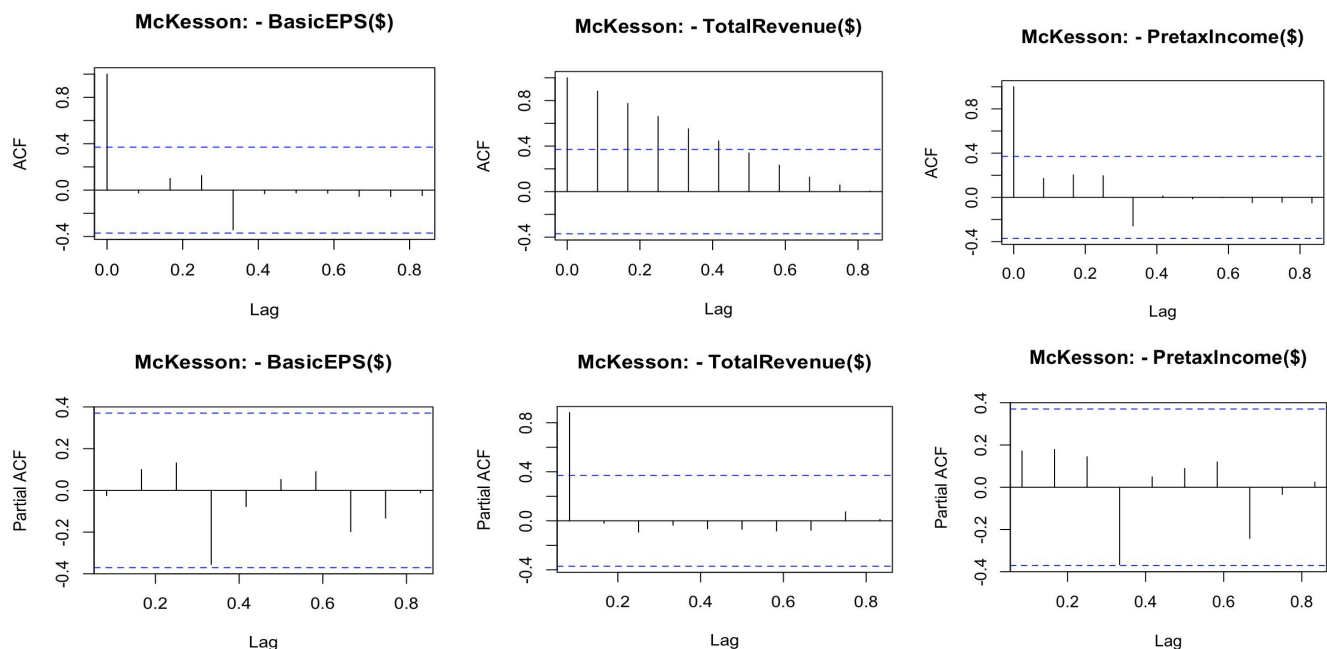 McKesson: - BasicEPS($)
ACF
0.8
0.4
0.0
-0.4
0.0 0.2 0.4 0.6 0.8
Lag
McKesson: - TotalRevenue($)
ACF
0.8
0.4
0.0
-0.4
0.0 0.2 0.4 0.6 0.8
Lag
McKesson: - PretaxIncome($)
ACF
0.8
0.4
0.0
-0.4
0.0 0.2 0.4 0.6 0.8
Lag
McKesson: - BasicEPS($)
Partial ACF
0.4
0.2
0.0
-0.2
-0.4
0.2 0.4 0.6 0.8
Lag
McKesson: - TotalRevenue($)
Partial ACF
0.8
0.4
0.0
-0.4
0.2 0.4 0.6 0.8
Lag
McKesson: - PretaxIncome($)
Partial ACF
0.4
0.2
0.0
-0.2
-0.4
0.2 0.4 0.6 0.8
Lag